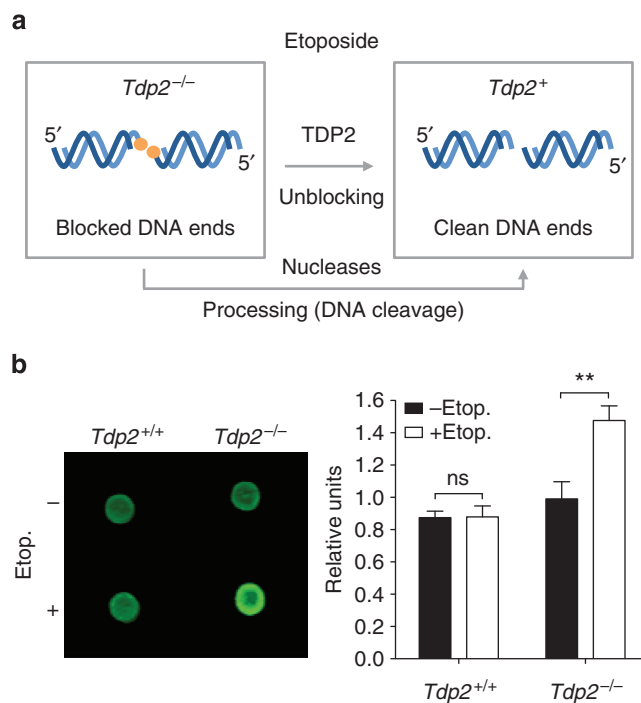 a
Etoposide
Tdp2–/–
Tdp2+
5′
5′
TDP2
5′
5′
Unblocking
Blocked DNA ends
Clean DNA ends
Nucleases
Processing (DNA cleavage)
b
Tdp2+/+
Tdp2–/–
Etop.
–
+
Relative units
1.6
1.4
1.2
1.0
0.8
0.6
0.4
0.2
0.0
–Etop.
+Etop.
ns
**
Tdp2+/+
Tdp2–/–